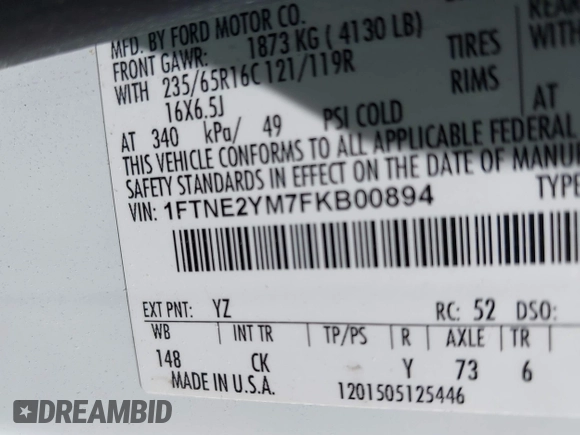 MFD. BY FORD MOTOR CO.
FRONT GAWR: 1873 KG ( 4130 LB)
WITH 235/65R16C 121/119R TIRES WITH
16X6.5J RIMS
AT 340 kPa/ 49 PSI COLD AT
THIS VEHICLE CONFORMS TO ALL APPLICABLE FEDERAL
SAFETY STANDARDS IN EFFECT ON THE DATE OF MANU
VIN: 1FTNE2YM7FKB00894 TYPE
EXT PNT: YZ RC: 52 DSO:
WB INT TR TP/PS R AXLE TR
148 CK Y 73 6
MADE IN U.S.A. 1201505125446
DREAMBID